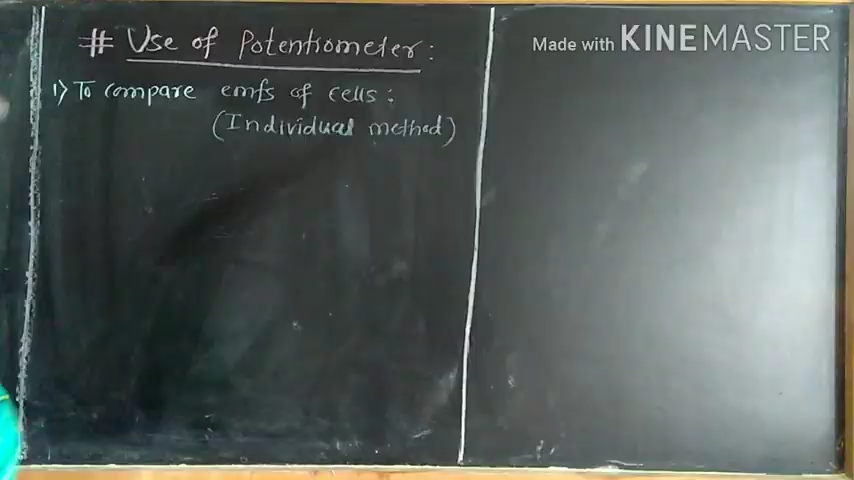 # Use of Potentiometer:
1) To compare emfs of cells:
(Individual method)
Made with KINEMASTER